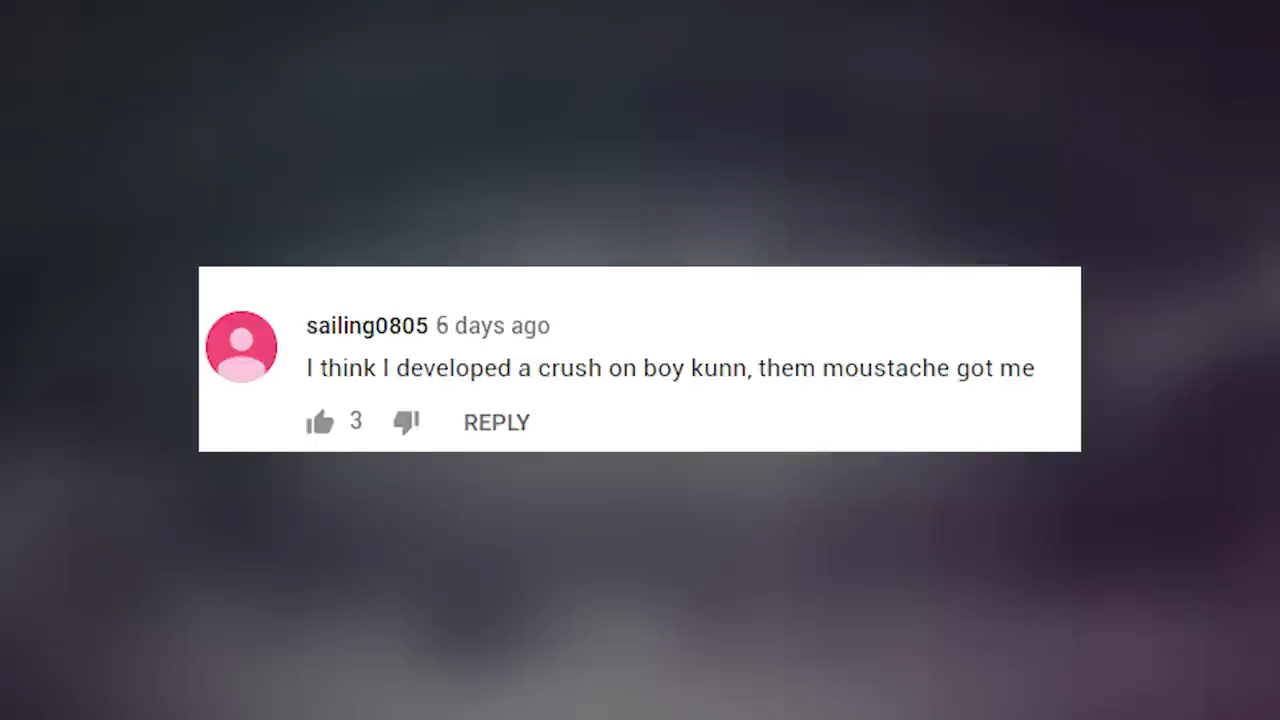 sailing0805 6 days ago
I think I developed a crush on boy kunn, them moustache got me
3 REPLY